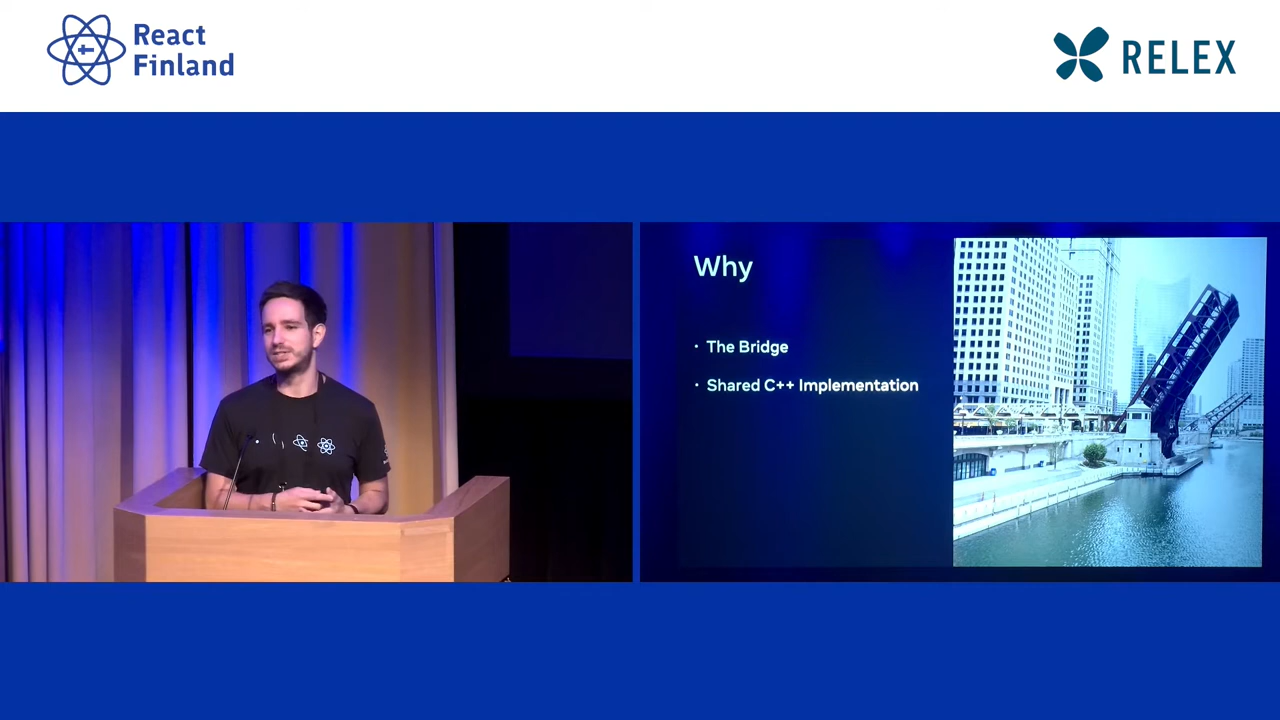 React
Finland
RELEX
Why
· The Bridge
· Shared C++ Implementation